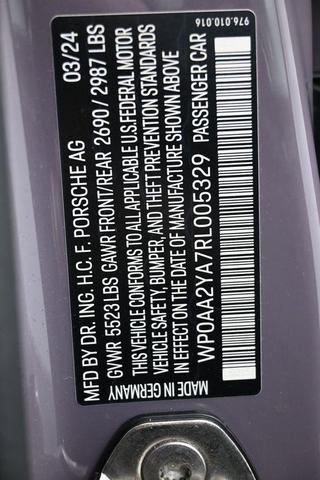 MFD BY DR. ING. H.C. F. PORSCHE AG 03/24
GVWR 5523 LBS GAWR FRONT/REAR 2690 / 2987 LBS
THIS VEHICLE CONFORMS TO ALL APPLICABLE U.S. FEDERAL MOTOR
VEHICLE SAFETY, BUMPER, AND THEFT PREVENTION STANDARDS
IN EFFECT ON THE DATE OF MANUFACTURE SHOWN ABOVE
WP0AA2YA7RL005329 PASSENGER CAR
MADE IN GERMANY 976.010.016